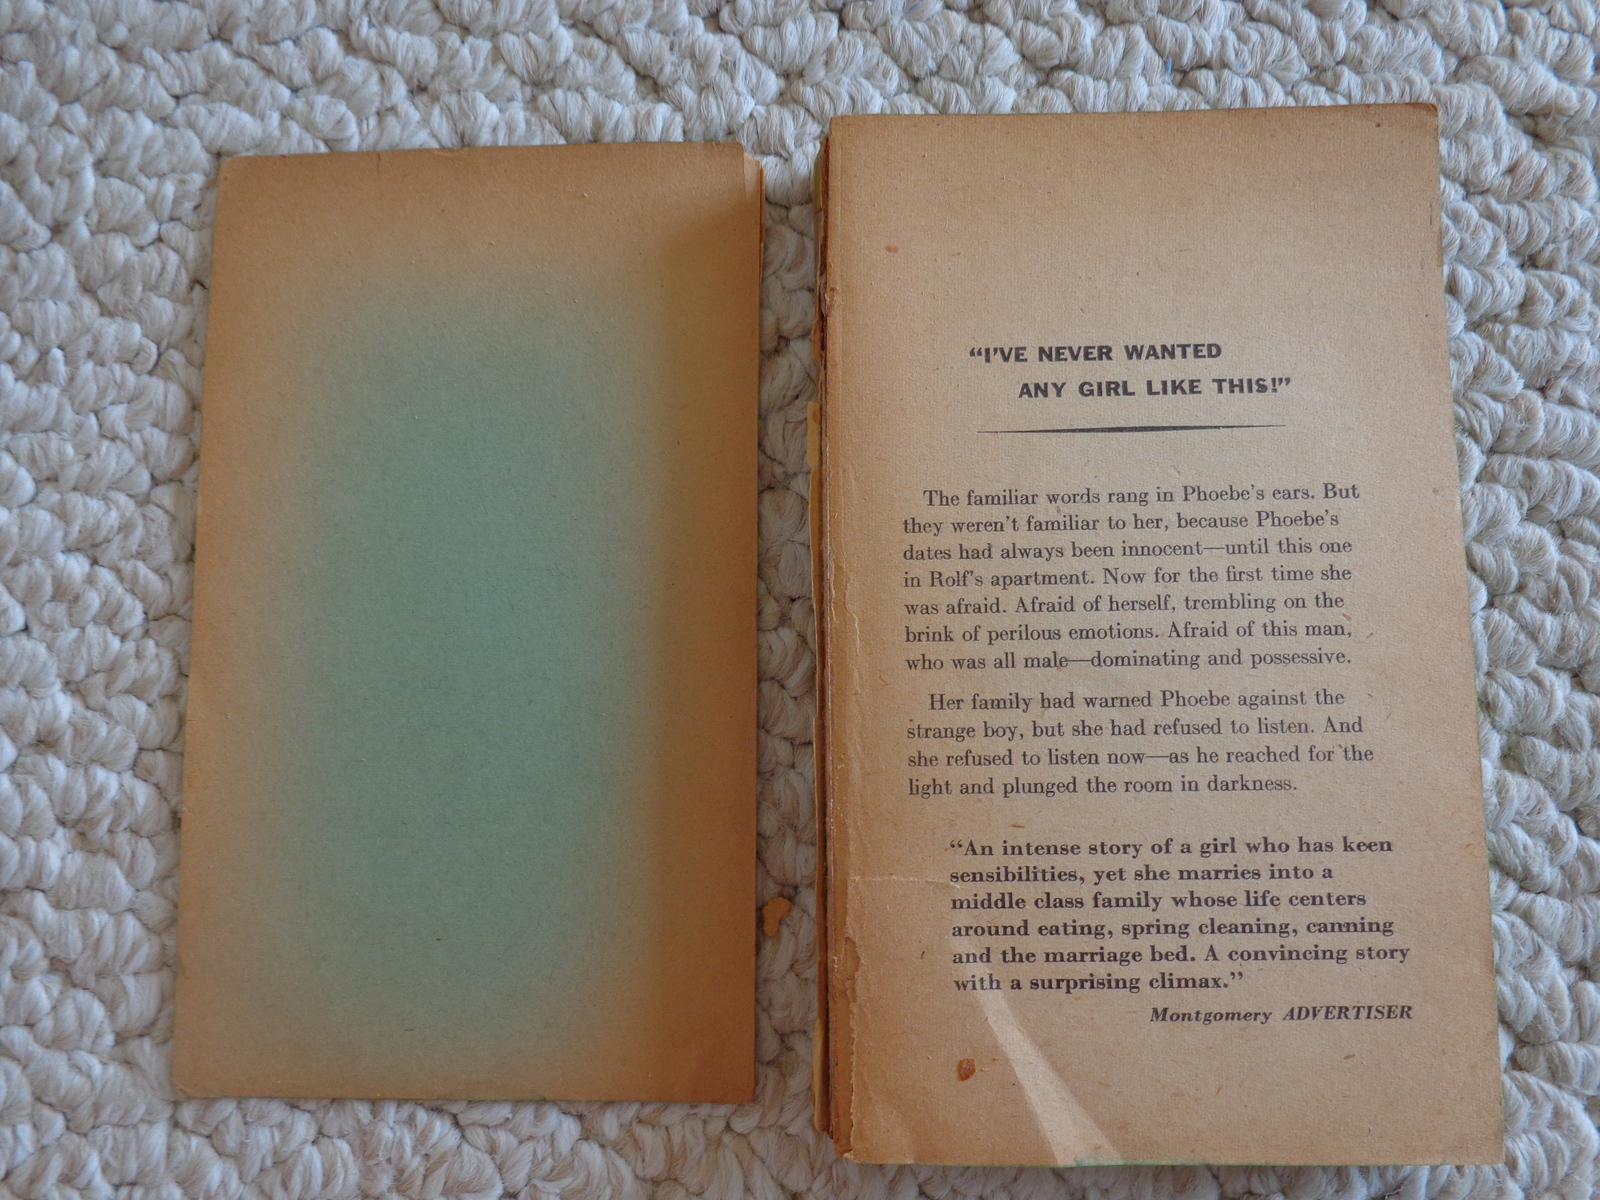 “I’VE NEVER WANTED
ANY GIRL LIKE THIS!”
The familiar words rang in Phoebe’s ears. But
they weren’t familiar to her, because Phoebe’s
dates had always been innocent—until this one
in Rolf’s apartment. Now for the first time she
was afraid. Afraid of herself, trembling on the
brink of perilous emotions. Afraid of this man,
who was all male—dominating and possessive.
Her family had warned Phoebe against the
strange boy, but she had refused to listen. And
she refused to listen now—as he reached for the
light and plunged the room in darkness.
“An intense story of a girl who has keen
sensibilities, yet she marries into a
middle class family whose life centers
around eating, spring cleaning, canning
and the marriage bed. A convincing story
with a surprising climax.”
Montgomery ADVERTISER